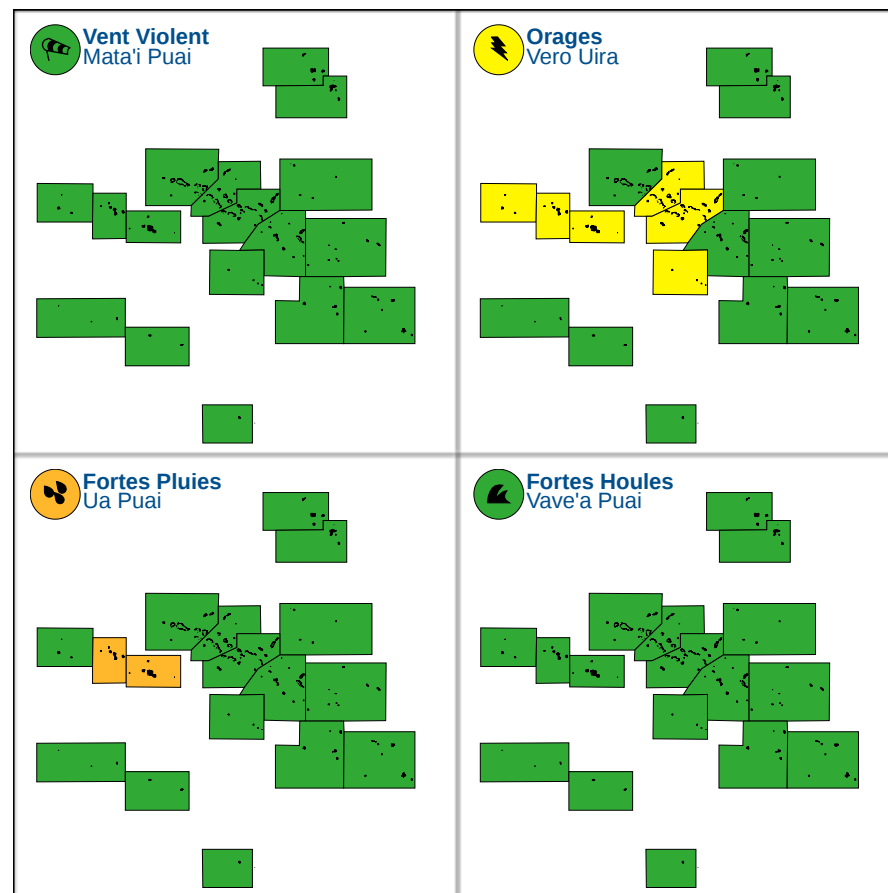 Vent Violent
Mata'i Puai
Orages
Vero Uira
Fortes Pluies
Ua Puai
Fortes Houles
Vave'a Puai